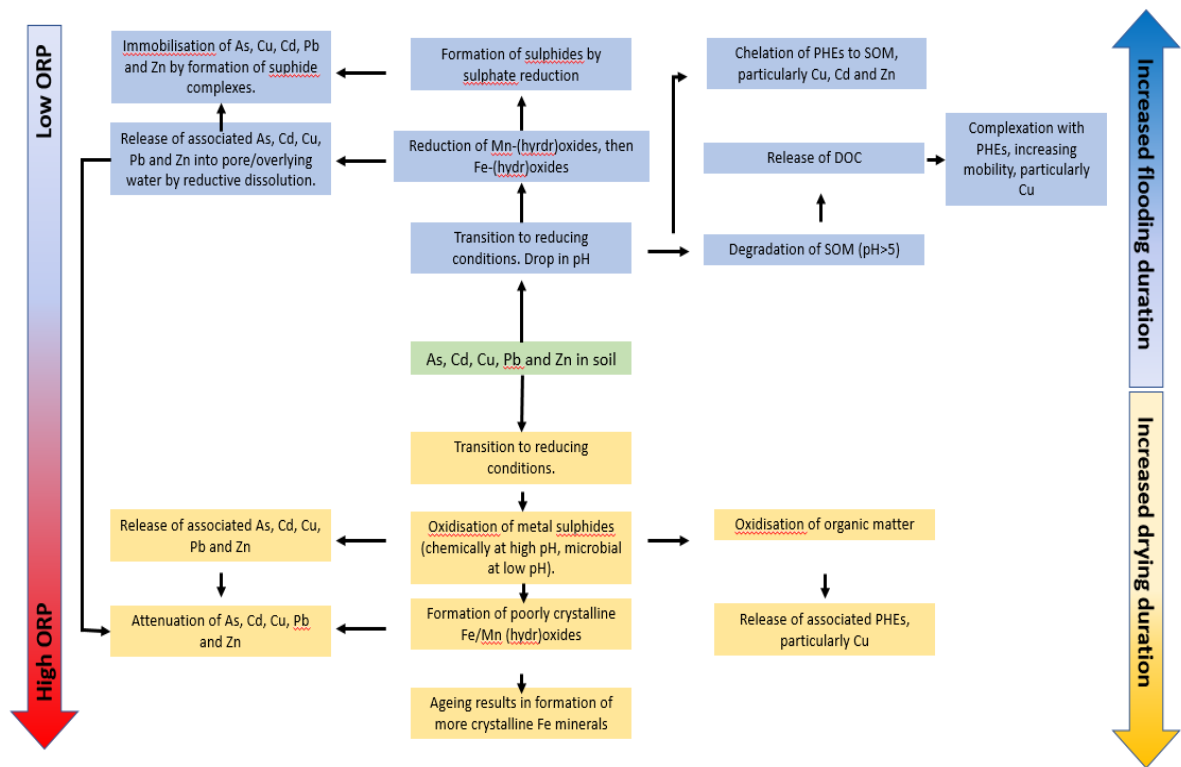 Low ORP
High ORP
Immobilisation of As, Cu, Cd, Pb
and Zn by formation of suphide
complexes.
Formation of sulphides by
sulphate reduction
Chelation of PHEs to SOM,
particularly Cu, Cd and Zn
Release of associated As, Cd, Cu,
Pb and Zn into pore/overlying
water by reductive dissolution.
Reduction of Mn-(hyrdr)oxides, then
Fe-(hydr)oxides
Release of DOC
Complexation with
PHEs, increasing
mobility, particularly
Cu
Transition to reducing
conditions. Drop in pH
Degradation of SOM (pH>5)
As, Cd, Cu, Pb and Zn in soil
Transition to reducing
conditions.
Release of associated As, Cd, Cu,
Pb and Zn
Oxidisation of metal sulphides
(chemically at high pH, microbial
at low pH).
Oxidisation of organic matter
Attenuation of As, Cd, Cu, Pb
and Zn
Formation of poorly crystalline
Fe/Mn (hydr)oxides
Release of associated PHEs,
particularly Cu
Ageing results in formation of
more crystalline Fe minerals
Increased flooding duration
Increased drying duration